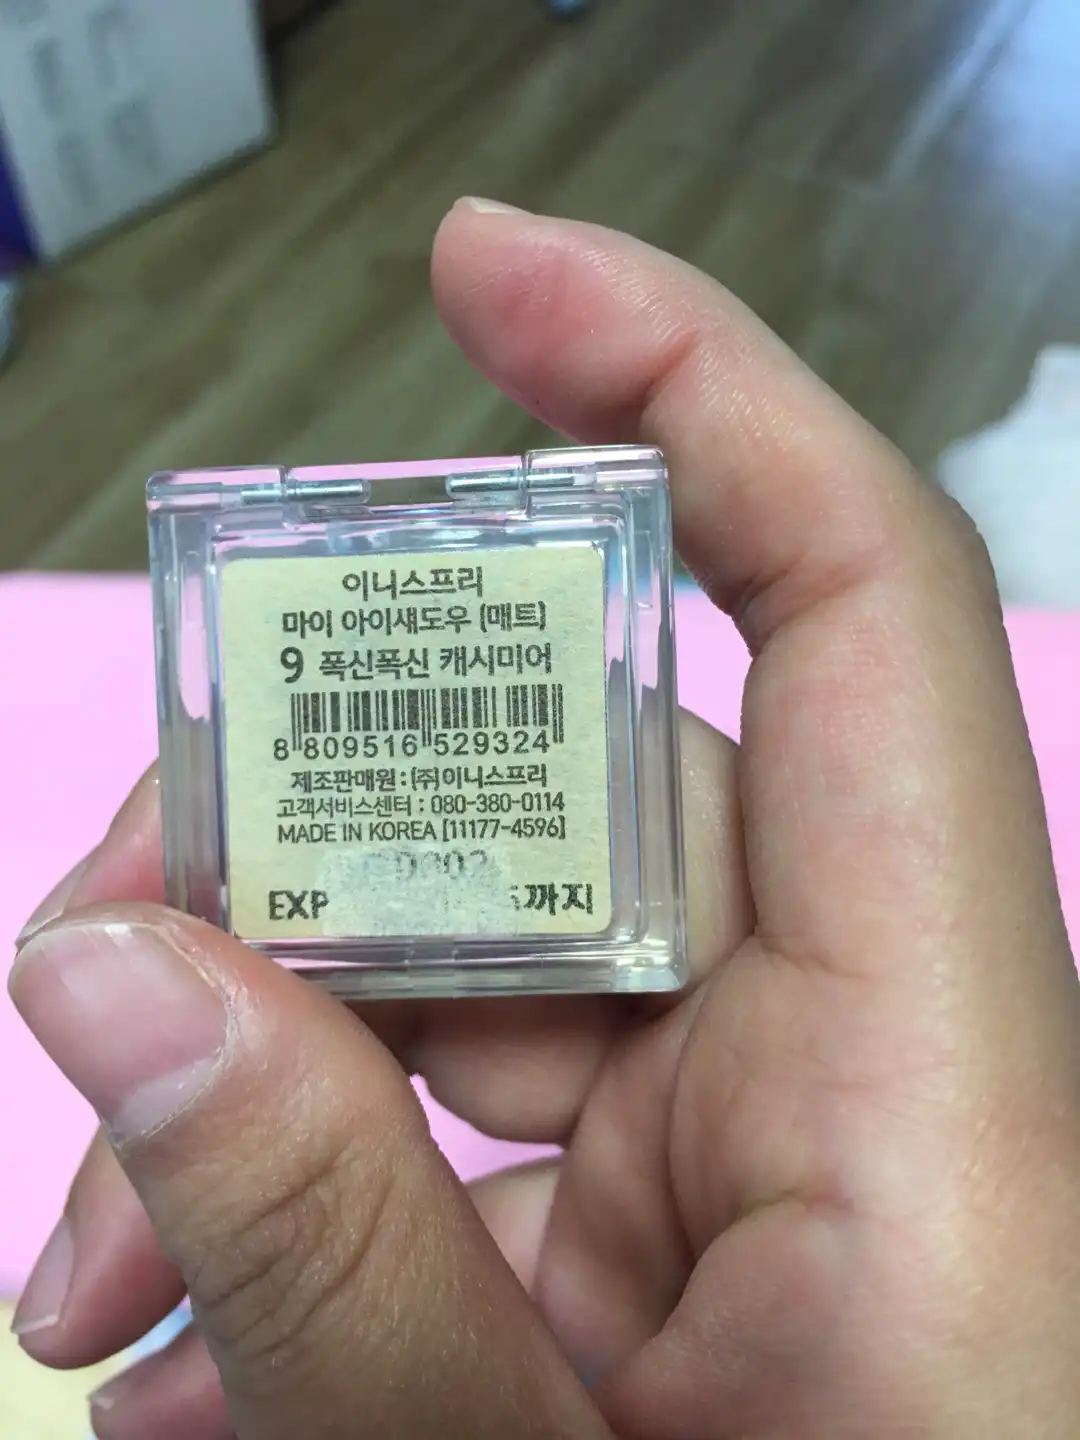 이니스프리
마이 아이섀도우 (매트)
9 폭신폭신 캐시미어
8 809516 529324
제조판매원 : (주)이니스프리
고객서비스센터 : 080-380-0114
MADE IN KOREA [11177-4596]
EXP 까지